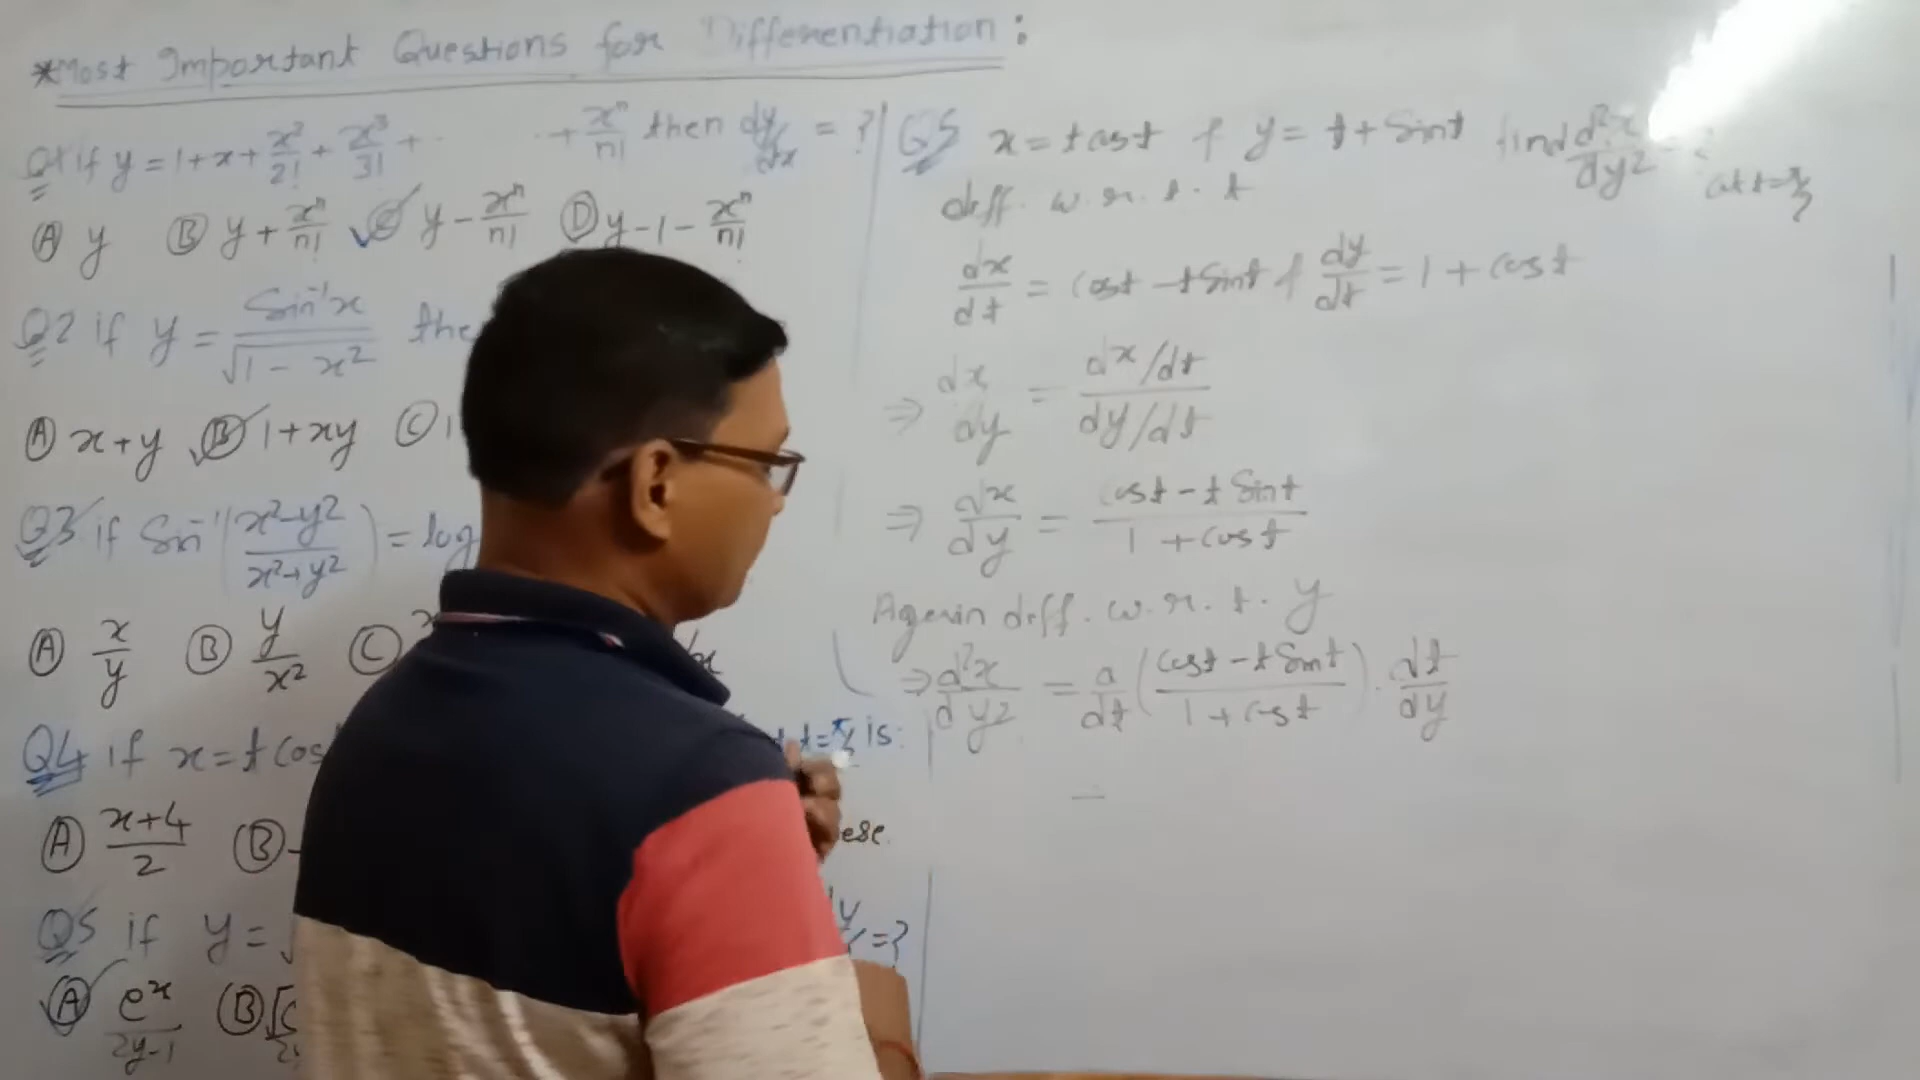 *Most Important Questions for Differentiation:
Q1 if y = 1 + x + x²/2! + x³/3! + ... + xⁿ/n! then dy/dx = ?
Ⓐ y Ⓑ y + xⁿ/n! Ⓒ y - xⁿ/n! Ⓓ y - 1 - xⁿ/n!
Q2 if y = Sin⁻¹x/√(1 - x²) the
Ⓐ x + y Ⓑ 1 + xy Ⓒ 1
Q3 if Sin⁻¹((x² - y²)/(x² + y²)) = log
Ⓐ x/y Ⓑ y/x² Ⓒ
Q4 if x = t cos t = π/2 is:
Ⓐ (x + 4)/2 Ⓑ - ese.
Q5 if y = √ = ?
Ⓐ eˣ/(2y - 1) Ⓑ [
Q5 x = t cost & y = t + Sint find d²x/dy² = ? at t = π/2
diff. w.r.t. t
dx/dt = cost - t Sint & dy/dt = 1 + cost
⇒ dx/dy = (dx/dt)/(dy/dt)
⇒ dx/dy = (cost - t Sint)/(1 + cost)
Again diff. w.r.t. y
⇒ d²x/dy² = d/dt ((cost - t Sint)/(1 + cost)) . dt/dy